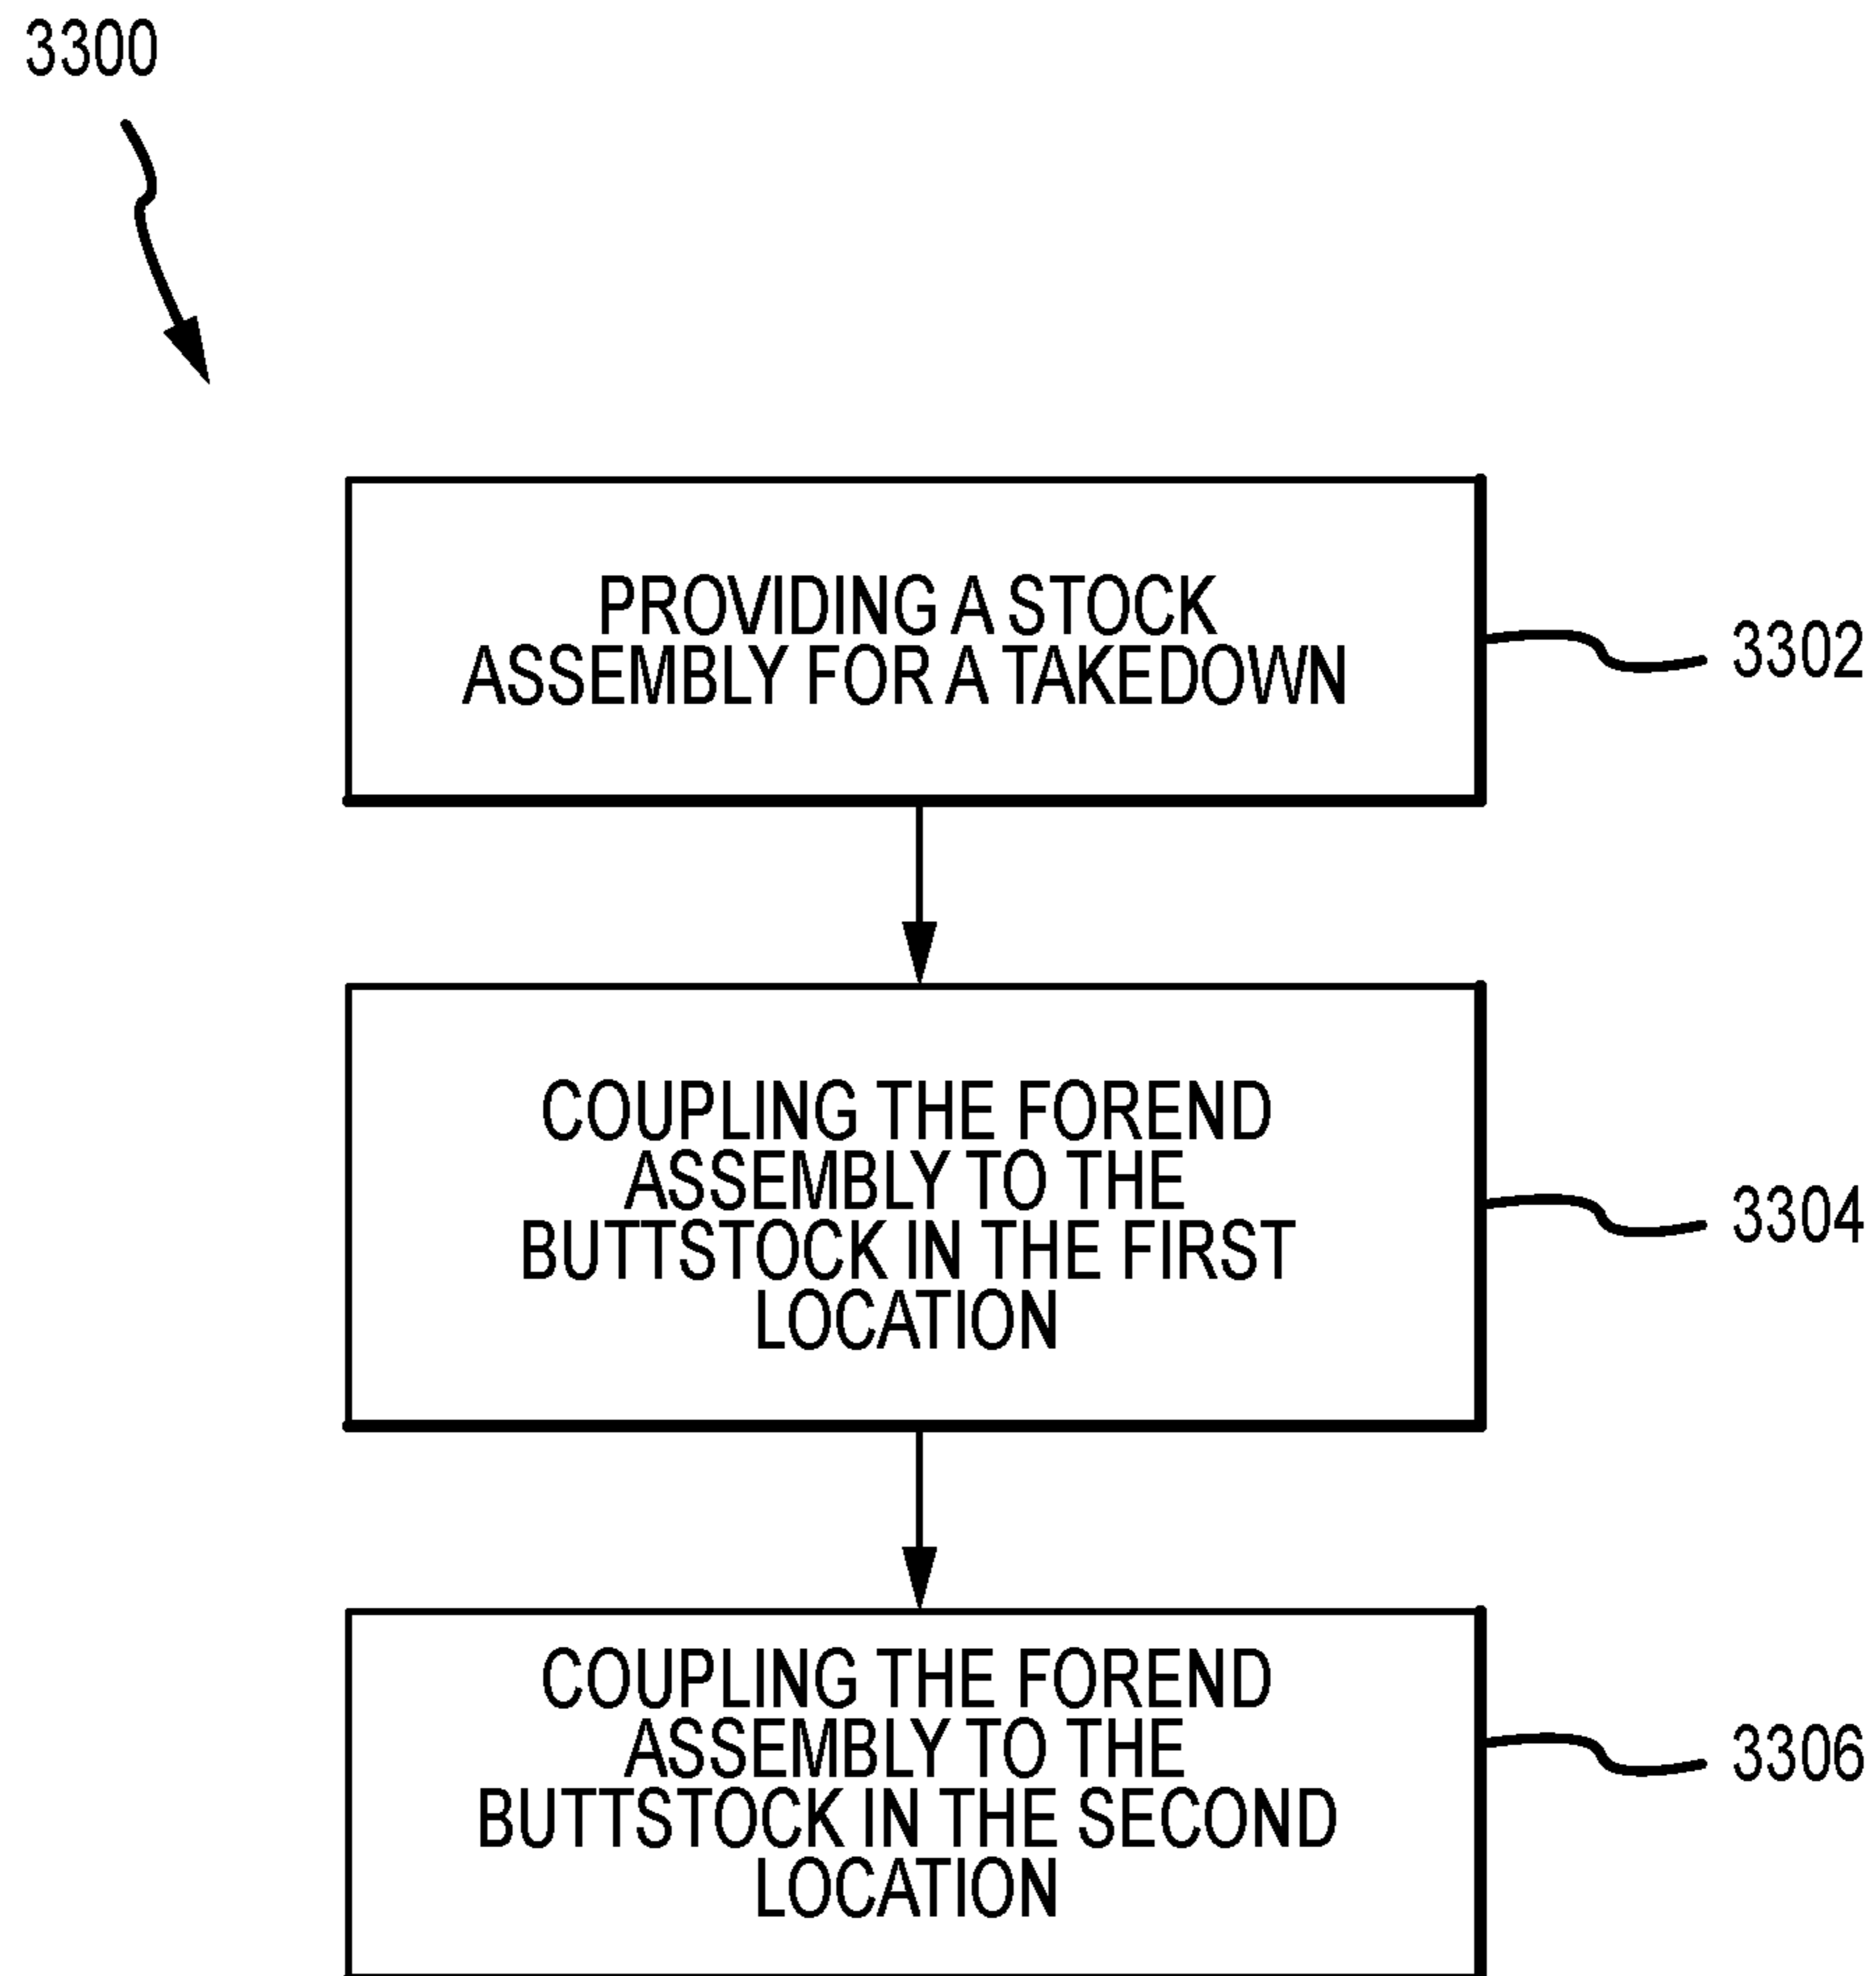 3300
PROVIDING A STOCK
ASSEMBLY FOR A TAKEDOWN
3302
COUPLING THE FOREND
ASSEMBLY TO THE
BUTTSTOCK IN THE FIRST
LOCATION
3304
COUPLING THE FOREND
ASSEMBLY TO THE
BUTTSTOCK IN THE SECOND
LOCATION
3306